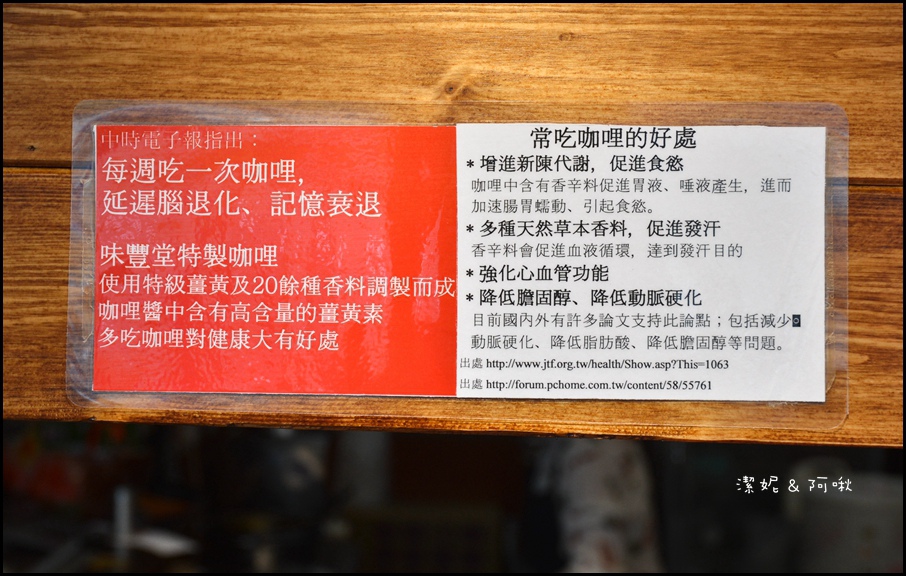 中時電子報指出：
每週吃一次咖哩，
延遲腦退化、記憶衰退
味豐堂特製咖哩
使用特級薑黃及20餘種香料調製而成
咖哩醬中含有高含量的薑黃素
多吃咖哩對健康大有好處
常吃咖哩的好處
* 增進新陳代謝，促進食慾
咖哩中含有香辛料促進胃液、唾液產生，進而
加速腸胃蠕動、引起食慾。
* 多種天然草本香料，促進發汗
香辛料會促進血液循環，達到發汗目的
* 強化心血管功能
* 降低膽固醇、降低動脈硬化
目前國內外有許多論文支持此論點；包括減少
動脈硬化、降低脂肪酸、降低膽固醇等問題。
出處 http://www.jtf.org.tw/health/Show.asp?This=1063
出處 http://forum.pchome.com.tw/content/58/55761
潔妮 & 阿啾